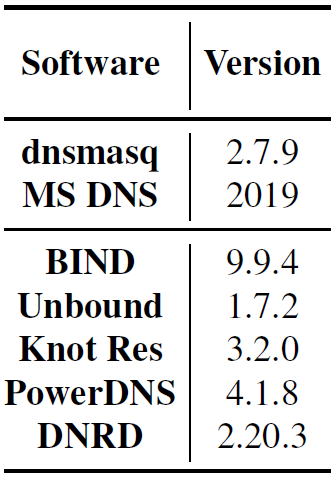 Software Version
dnsmasq 2.7.9
MS DNS 2019
BIND 9.9.4
Unbound 1.7.2
Knot Res 3.2.0
PowerDNS 4.1.8
DNRD 2.20.3